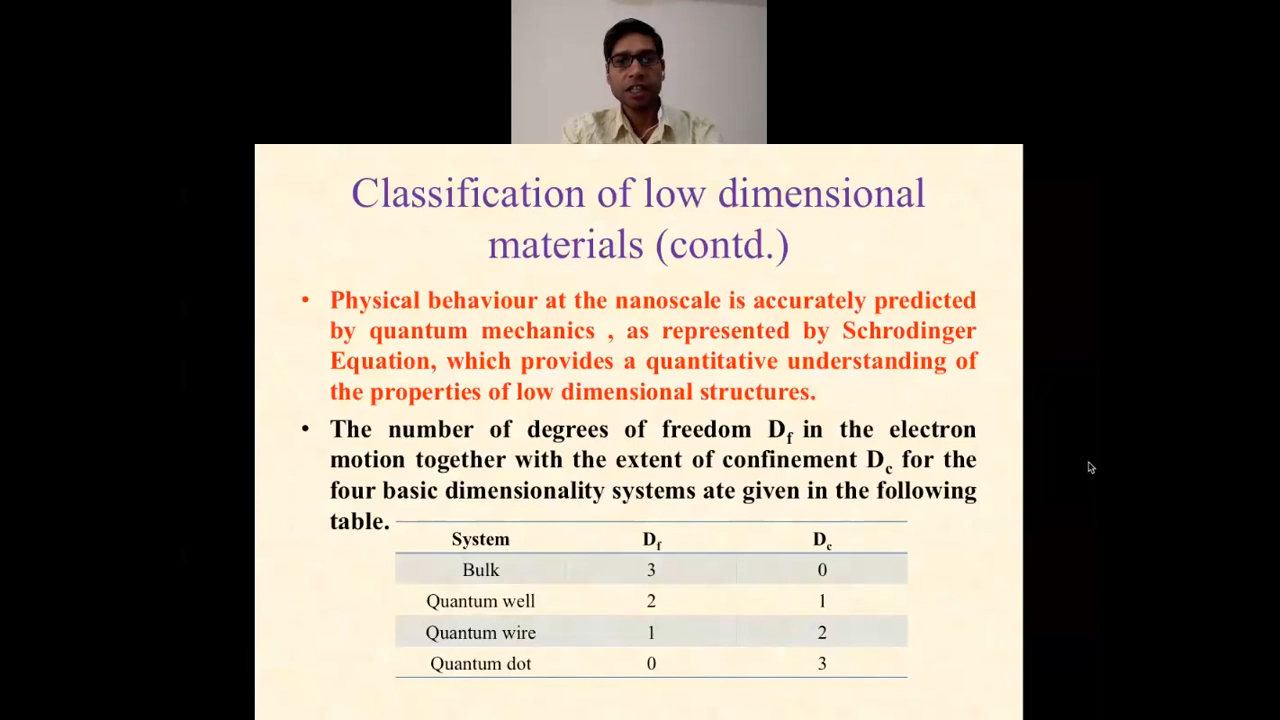 Classification of low dimensional
materials (contd.)
• Physical behaviour at the nanoscale is accurately predicted
by quantum mechanics , as represented by Schrodinger
Equation, which provides a quantitative understanding of
the properties of low dimensional structures.
• The number of degrees of freedom Df in the electron
motion together with the extent of confinement Dc for the
four basic dimensionality systems ate given in the following
table.
System Df Dc
Bulk 3 0
Quantum well 2 1
Quantum wire 1 2
Quantum dot 0 3